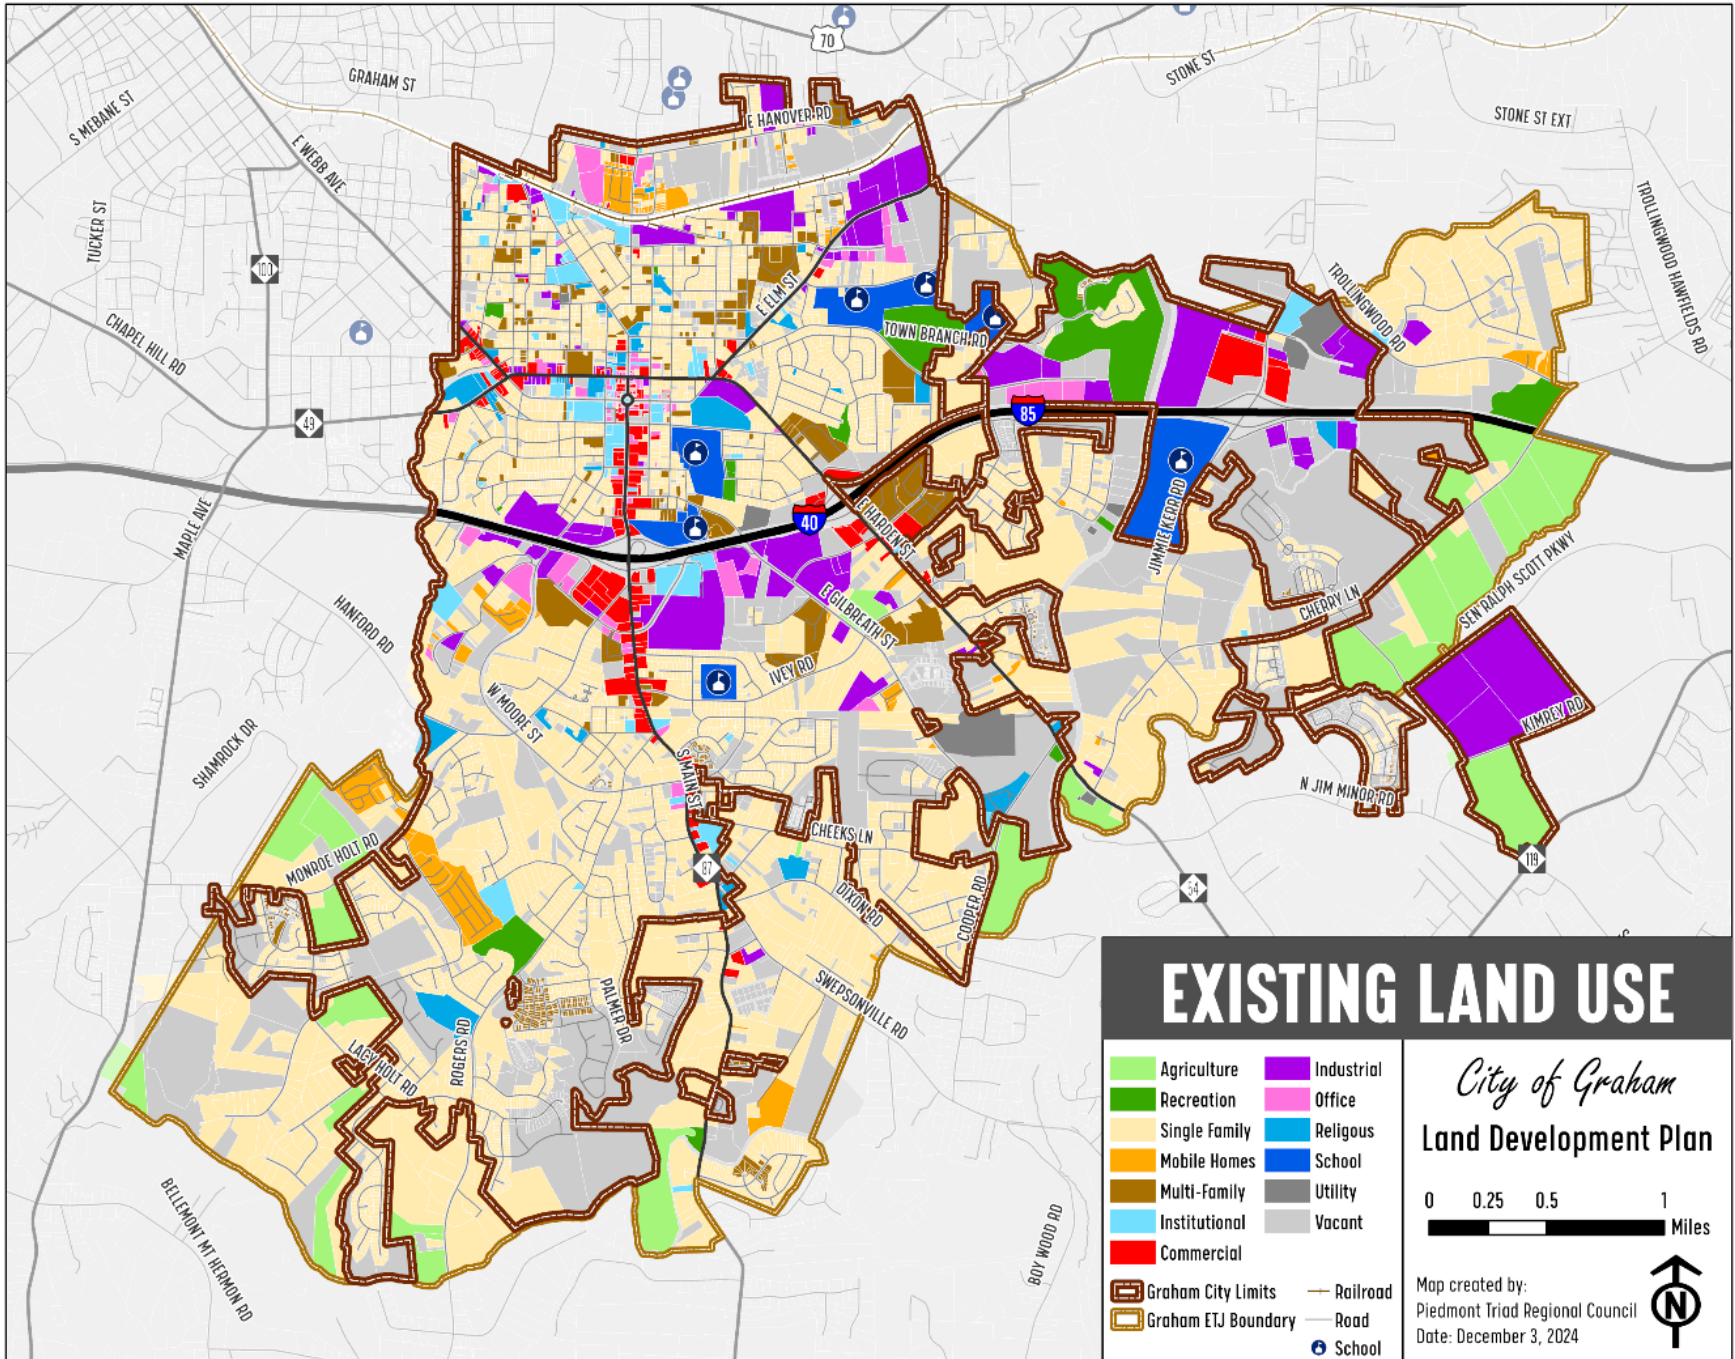 70
GRAHAM ST
STONE ST
S MEBANE ST
E HANOVER RD
STONE ST EXT
E WEBB AVE
TUCKER ST
TROLLINGWOOD HAWFIELDS RD
100
TROLLINGWOOD RD
E ELM ST
TOWN BRANCH RD
CHAPEL HILL RD
49
85
MAPLE AVE
40
E HARDEN ST
JIMMIE KERR RD
SEN RALPH SCOTT PKWY
HANFORD RD
E GILBREATH ST
CHERRY LN
IVEY RD
W MOORE ST
KIMREY RD
SHAMROCK DR
S MAIN ST
N JIM MINOR RD
CHEEKS LN
MONROE HOLT RD
87
119
54
DIXON RD
COOPER RD
SWEPSONVILLE RD
PALMER DR
ROGERS RD
LACY HOLT RD
BELLEMONT MT HERMON RD
BOY WOOD RD
EXISTING LAND USE
Agriculture
Recreation
Single Family
Mobile Homes
Multi-Family
Institutional
Commercial
Industrial
Office
Religous
School
Utility
Vacant
Graham City Limits
Graham ETJ Boundary
Railroad
Road
School
City of Graham
Land Development Plan
0 0.25 0.5 1
Miles
Map created by:
Piedmont Triad Regional Council
Date: December 3, 2024
N